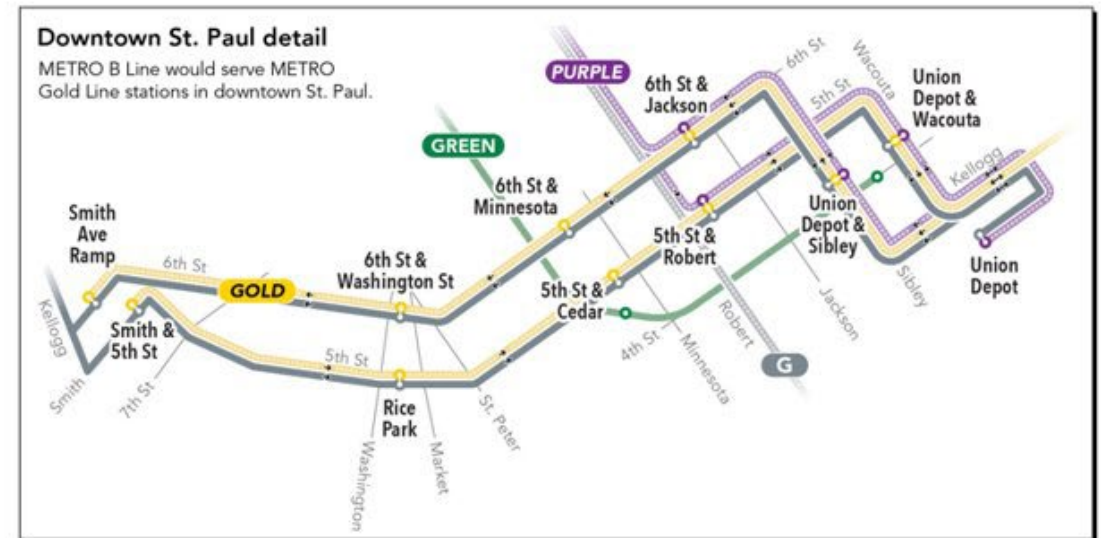 Downtown St. Paul detail
METRO B Line would serve METRO
Gold Line stations in downtown St. Paul.
PURPLE
6th St &
Jackson
6th St
Wacouta
5th St
Union
Depot &
Wacouta
GREEN
6th St &
Minnesota
Kellogg
Smith
Ave
Ramp
6th St
GOLD
6th St &
Washington St
5th St &
Robert
Union
Depot &
Sibley
Union
Depot
Sibley
Kellogg
Smith &
5th St
5th St &
Cedar
Jackson
Robert
4th St
Minnesota
G
Smith
7th St
5th St
Rice
Park
St. Peter
Washington
Market